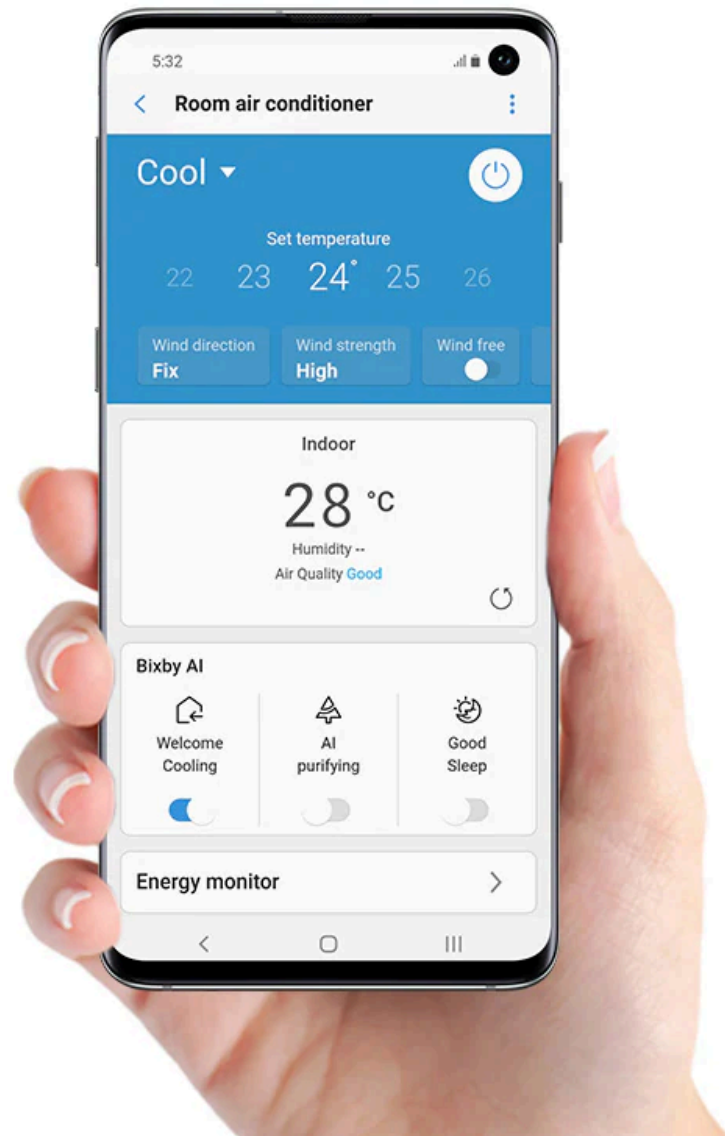 5:32
Room air conditioner
Cool
Set temperature
22 23 24° 25 26
Wind direction Wind strength Wind free
Fix High
Indoor
28 °C
Humidity --
Air Quality Good
Bixby AI
Welcome Cooling
AI purifying
Good Sleep
Energy monitor